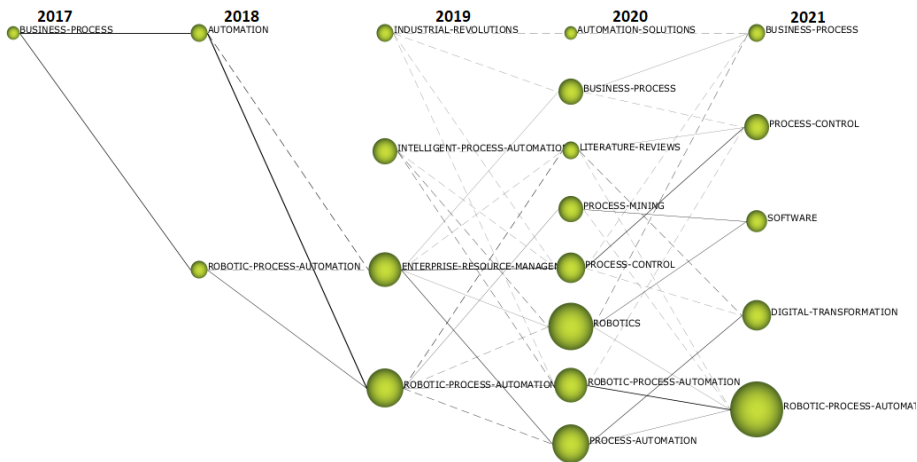 2017 2018 2019 2020 2021
BUSINESS-PROCESS AUTOMATION INDUSTRIAL-REVOLUTIONS AUTOMATION-SOLUTIONS BUSINESS-PROCESS
BUSINESS-PROCESS
PROCESS-CONTROL
INTELLIGENT-PROCESS-AUTOMATION LITERATURE-REVIEWS
PROCESS-MINING
SOFTWARE
ROBOTIC-PROCESS-AUTOMATION ENTERPRISE-RESOURCE-MANAGEM PROCESS-CONTROL
DIGITAL-TRANSFORMATION
ROBOTICS
ROBOTIC-PROCESS-AUTOMATION ROBOTIC-PROCESS-AUTOMATION
ROBOTIC-PROCESS-AUTOMAT
PROCESS-AUTOMATION